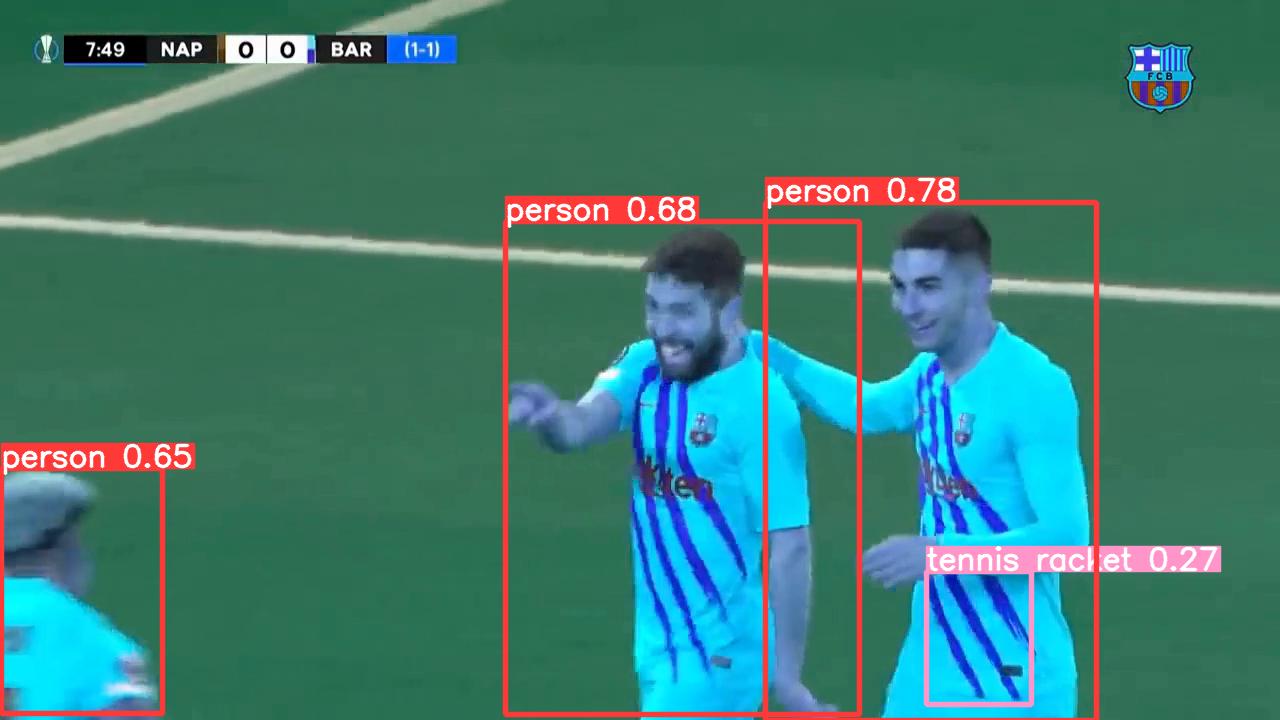 7:49 NAP 0 0 BAR (1-1)
FCB
person 0.78
person 0.68
person 0.65
tennis racket 0.27